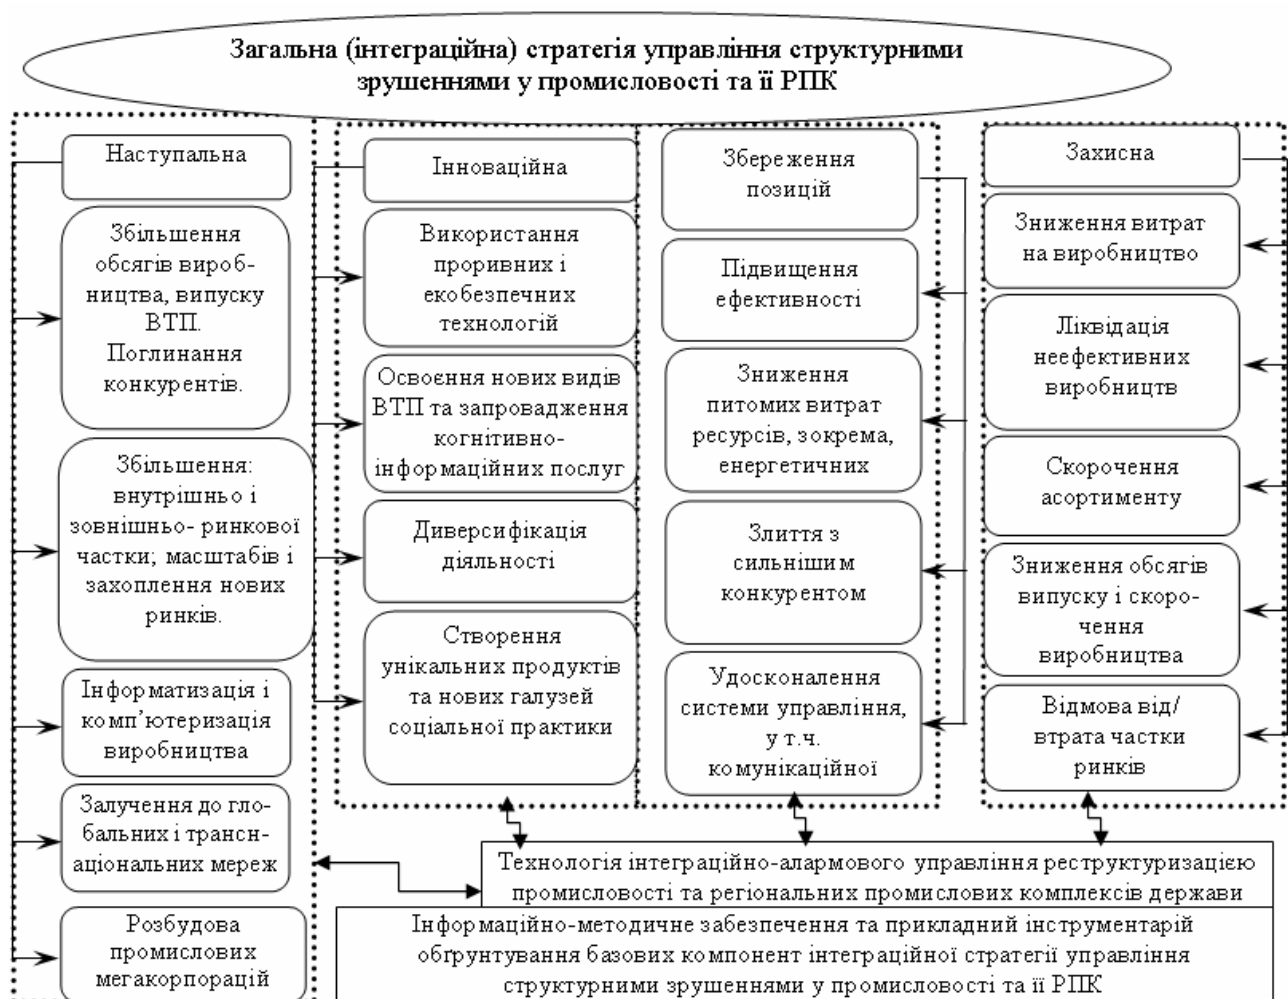 Загальна (інтеграційна) стратегія управління структурними
зрушеннями у промисловості та її РПК
Наступальна
Збільшення
обсягів вироб-
ництва, випуску
ВТП.
Поглинання
конкурентів.
Збільшення:
внутрішньо і
зовнішньо- ринкової
частки; масштабів і
захоплення нових
ринків.
Інформатизація і
комп’ютеризація
виробництва
Залучення до гло-
бальних і трансн-
аціональних мереж
Розбудова
промислових
мегакорпорацій
Інноваційна
Використання
проривних і
екобезпечних
технологій
Освоєння нових видів
ВТП та запровадження
когнітивно-
інформаційних послуг
Диверсифікація
діяльності
Створення
унікальних продуктів
та нових галузей
соціальної практики
Збереження
позицій
Підвищення
ефективності
Зниження
питомих витрат
ресурсів, зокрема,
енергетичних
Злиття з
сильнішим
конкурентом
Удосконалення
системи управління,
у т.ч.
комунікаційної
Захисна
Зниження витрат
на виробництво
Ліквідація
неефективних
виробництв
Скорочення
асортименту
Зниження обсягів
випуску і скоро-
чення
виробництва
Відмова від/
втрата частки
ринків
Технологія інтеграційно-алармового управління реструктуризацією
промисловості та регіональних промислових комплексів держави
Інформаційно-методичне забезпечення та прикладний інструментарій
обґрунтування базових компонент інтеграційної стратегії управління
структурними зрушеннями у промисловості та її РПК